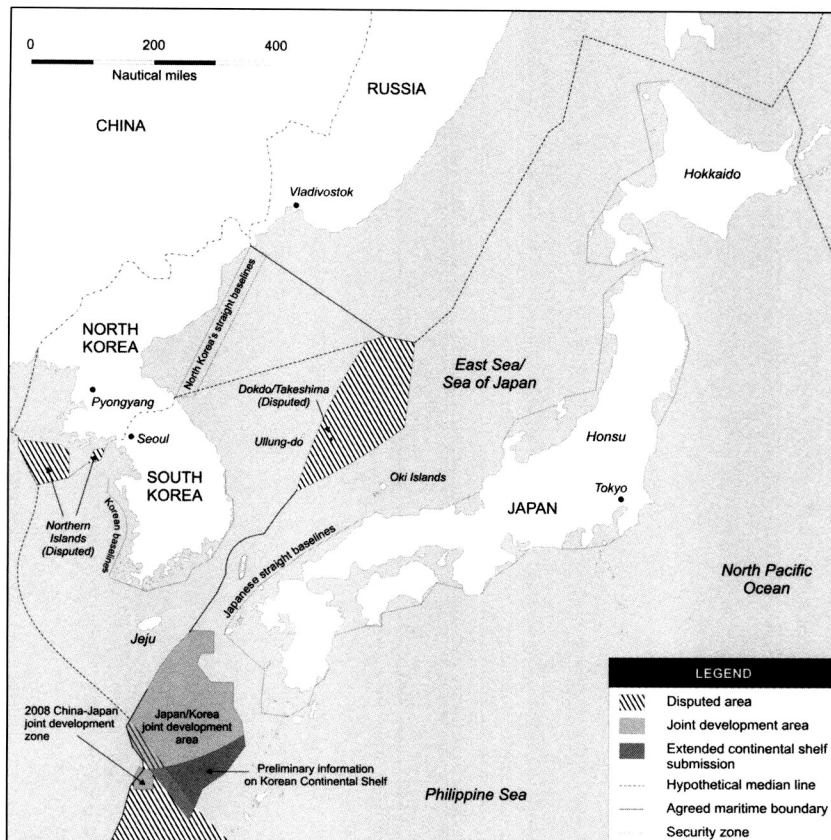 0 200 400
Nautical miles
RUSSIA
CHINA
Hokkaido
Vladivostok
North Korea's straight baselines
NORTH
KOREA
East Sea/
Sea of Japan
Dokdo/Takeshima
(Disputed)
Pyongyang
Ullung-do
Seoul
Honsu
Oki Islands
SOUTH
KOREA
Tokyo
JAPAN
Northern
Islands
(Disputed)
Korean baselines
Japanese straight baselines
North Pacific
Ocean
Jeju
2008 China-Japan
joint development
zone
Japan/Korea
joint development
area
Preliminary information
on Korean Continental Shelf
Philippine Sea
LEGEND
Disputed area
Joint development area
Extended continental shelf
submission
Hypothetical median line
Agreed maritime boundary
Security zone